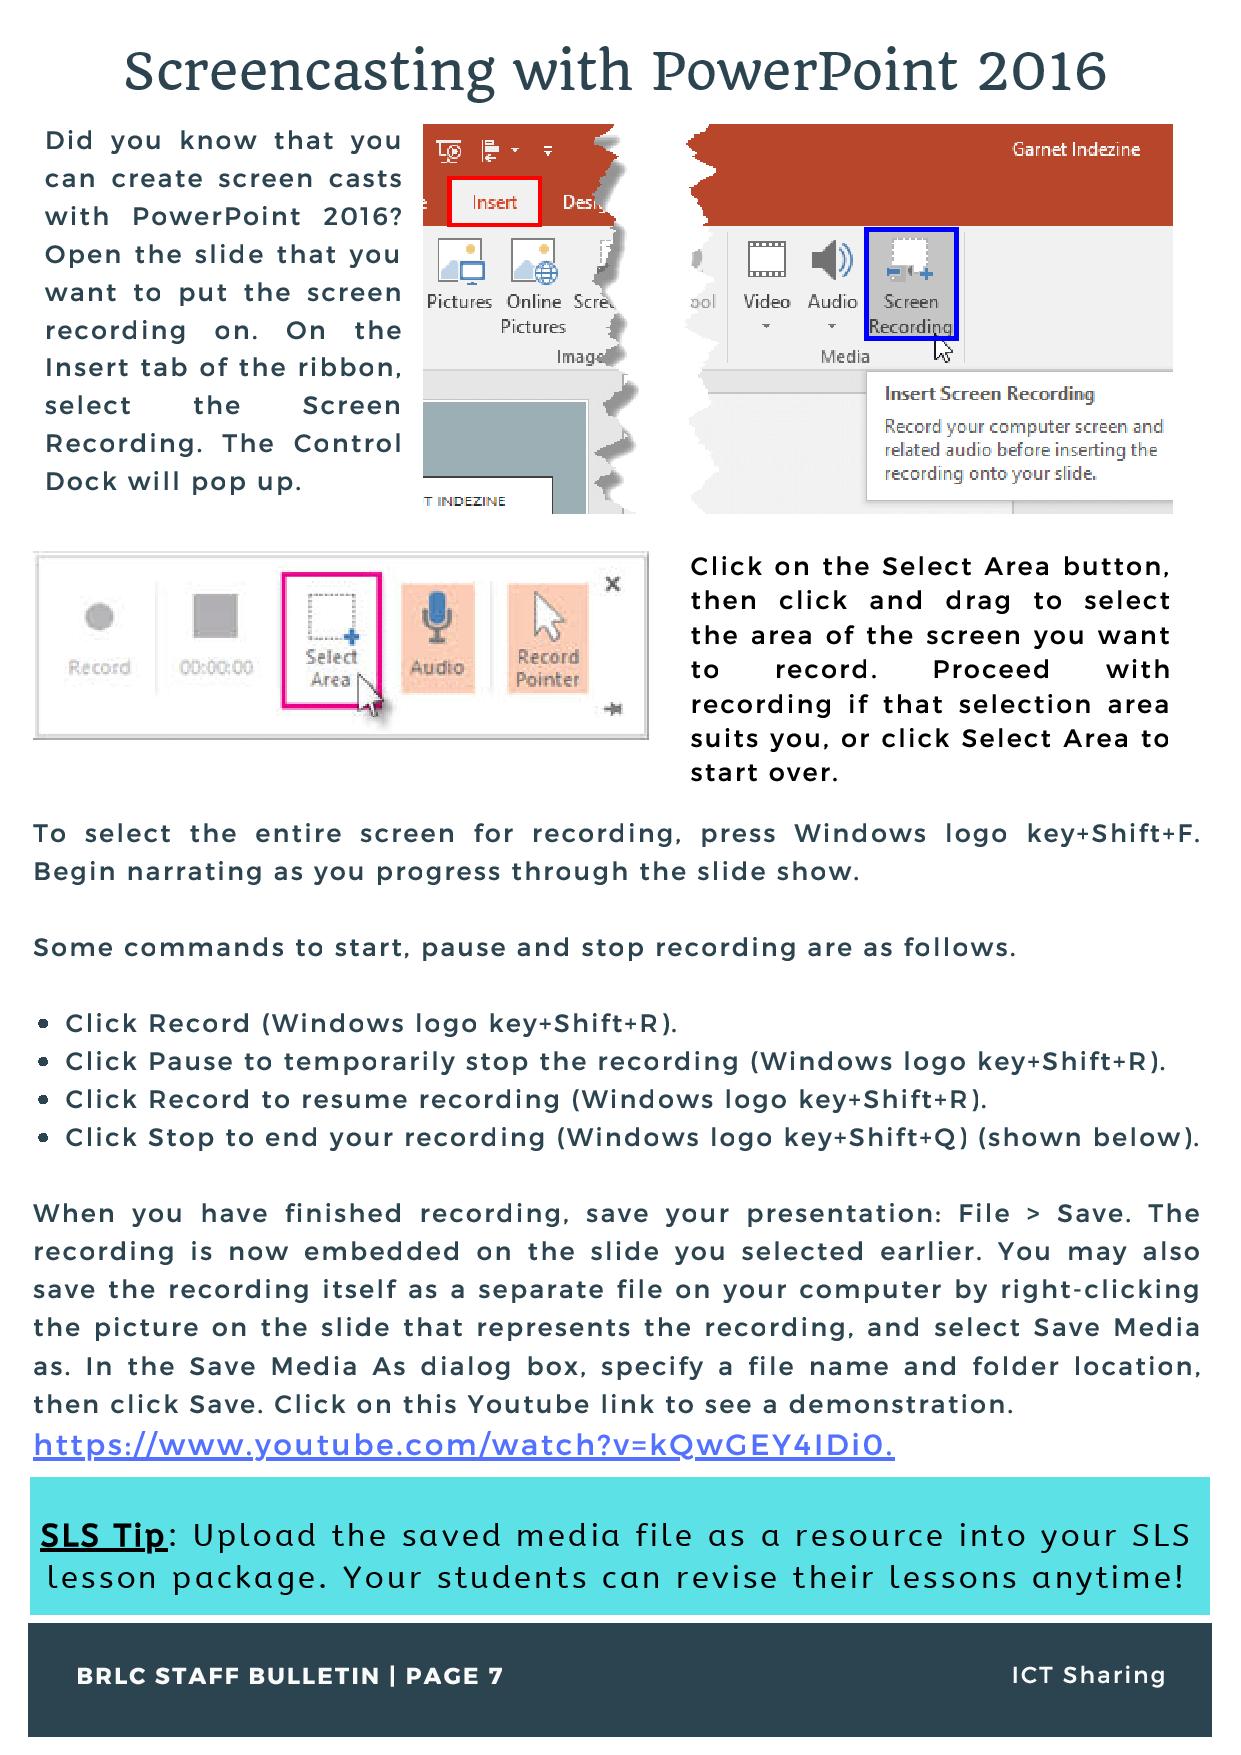 Screencasting with PowerPoint 2016
Did you know that you
can create screen casts
with PowerPoint 2016?
Open the slide that you
want to put the screen
recording on. On the
Insert tab of the ribbon,
select the Screen
Recording. The Control
Dock will pop up.
Garnet Indezine
Insert
Pictures Online
Pictures
Video Audio Screen
Recording
Media
Insert Screen Recording
Record your computer screen and
related audio before inserting the
recording onto your slide.
INDEZINE
Record 00:00:00 Select
Area Audio Record
Pointer
Click on the Select Area button,
then click and drag to select
the area of the screen you want
to record. Proceed with
recording if that selection area
suits you, or click Select Area to
start over.
To select the entire screen for recording, press Windows logo key+Shift+F.
Begin narrating as you progress through the slide show.
Some commands to start, pause and stop recording are as follows.
• Click Record (Windows logo key+Shift+R).
• Click Pause to temporarily stop the recording (Windows logo key+Shift+R).
• Click Record to resume recording (Windows logo key+Shift+R).
• Click Stop to end your recording (Windows logo key+Shift+Q) (shown below).
When you have finished recording, save your presentation: File > Save. The
recording is now embedded on the slide you selected earlier. You may also
save the recording itself as a separate file on your computer by right-clicking
the picture on the slide that represents the recording, and select Save Media
as. In the Save Media As dialog box, specify a file name and folder location,
then click Save. Click on this Youtube link to see a demonstration.
https://www.youtube.com/watch?v=kQwGEY4IDi0.
SLS Tip: Upload the saved media file as a resource into your SLS
lesson package. Your students can revise their lessons anytime!
BRLC STAFF BULLETIN | PAGE 7
ICT Sharing